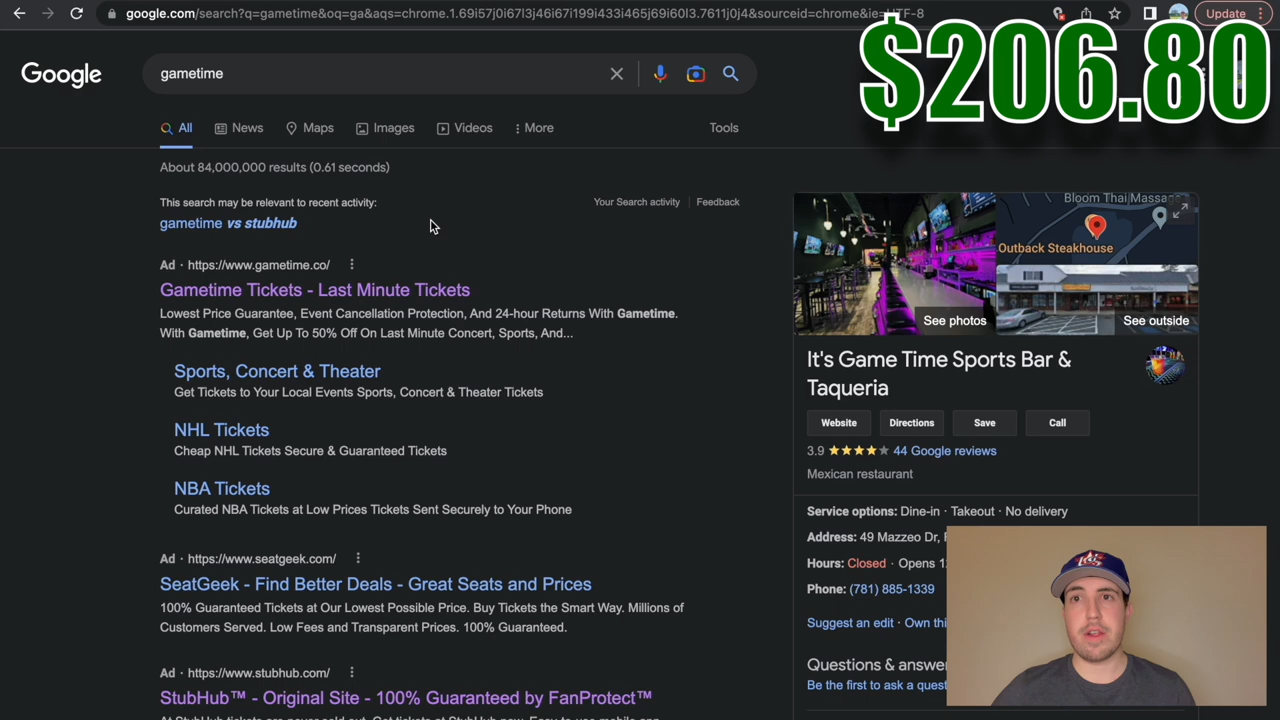 google.com/search?q=gametime&oq=ga&aqs=chrome.1.69i57j0i67l3j46i67i199i433i465j69i60l3.7611j0j4&sourceid=chrome&ie=UTF-8
Update
$206.80
Google
gametime
All
News
Maps
Images
Videos
More
Tools
About 84,000,000 results (0.61 seconds)
This search may be relevant to recent activity:
Your Search activity
Feedback
gametime vs stubhub
Ad · https://www.gametime.co/
Gametime Tickets - Last Minute Tickets
Lowest Price Guarantee, Event Cancellation Protection, And 24-hour Returns With Gametime.
With Gametime, Get Up To 50% Off On Last Minute Concert, Sports, And...
Sports, Concert & Theater
Get Tickets to Your Local Events Sports, Concert & Theater Tickets
NHL Tickets
Cheap NHL Tickets Secure & Guaranteed Tickets
NBA Tickets
Curated NBA Tickets at Low Prices Tickets Sent Securely to Your Phone
Ad · https://www.seatgeek.com/
SeatGeek - Find Better Deals - Great Seats and Prices
100% Guaranteed Tickets at Our Lowest Possible Price. Buy Tickets the Smart Way. Millions of
Customers Served. Low Fees and Transparent Prices. 100% Guaranteed.
Ad · https://www.stubhub.com/
StubHub™ - Original Site - 100% Guaranteed by FanProtect™
Bloom Thai Massa
Outback Steakhouse
See photos
See outside
It's Game Time Sports Bar &
Taqueria
Website
Directions
Save
Call
3.9
44 Google reviews
Mexican restaurant
Service options: Dine-in · Takeout · No delivery
Address: 49 Mazzeo Dr,
Hours: Closed · Opens 1
Phone: (781) 885-1339
Suggest an edit · Own thi
Questions & answe
Be the first to ask a quest